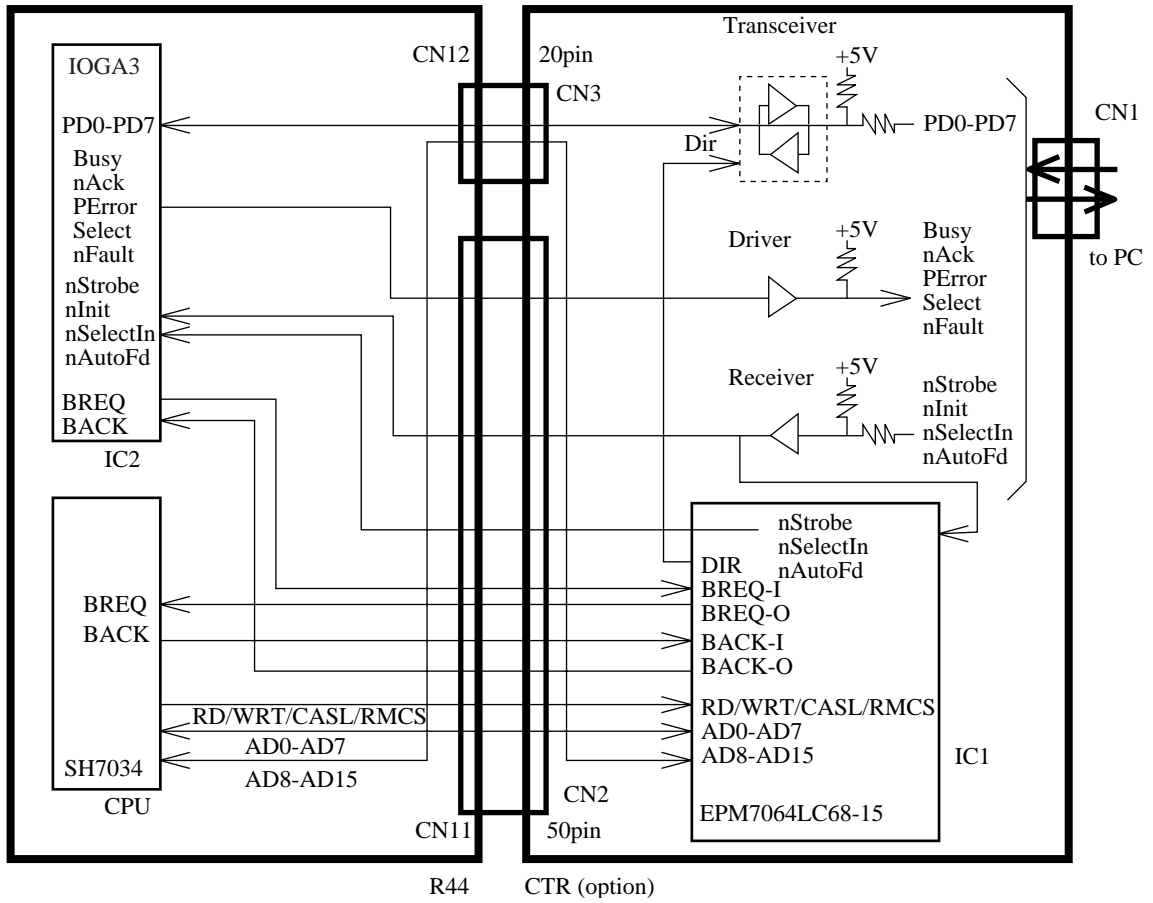 IOGA3
PD0-PD7
Busy
nAck
PError
Select
nFault
nStrobe
nInit
nSelectIn
nAutoFd
BREQ
BACK
IC2
BREQ
BACK
RD/WRT/CASL/RMCS
AD0-AD7
AD8-AD15
SH7034
CPU
R44
CN12
20pin
CN3
CN11
CN2
50pin
Transceiver
+5V
PD0-PD7
Dir
Driver
+5V
Busy
nAck
PError
Select
nFault
Receiver
+5V
nStrobe
nInit
nSelectIn
nAutoFd
CN1
to PC
nStrobe
nSelectIn
nAutoFd
DIR
BREQ-I
BREQ-O
BACK-I
BACK-O
RD/WRT/CASL/RMCS
AD0-AD7
AD8-AD15
IC1
EPM7064LC68-15
CTR (option)